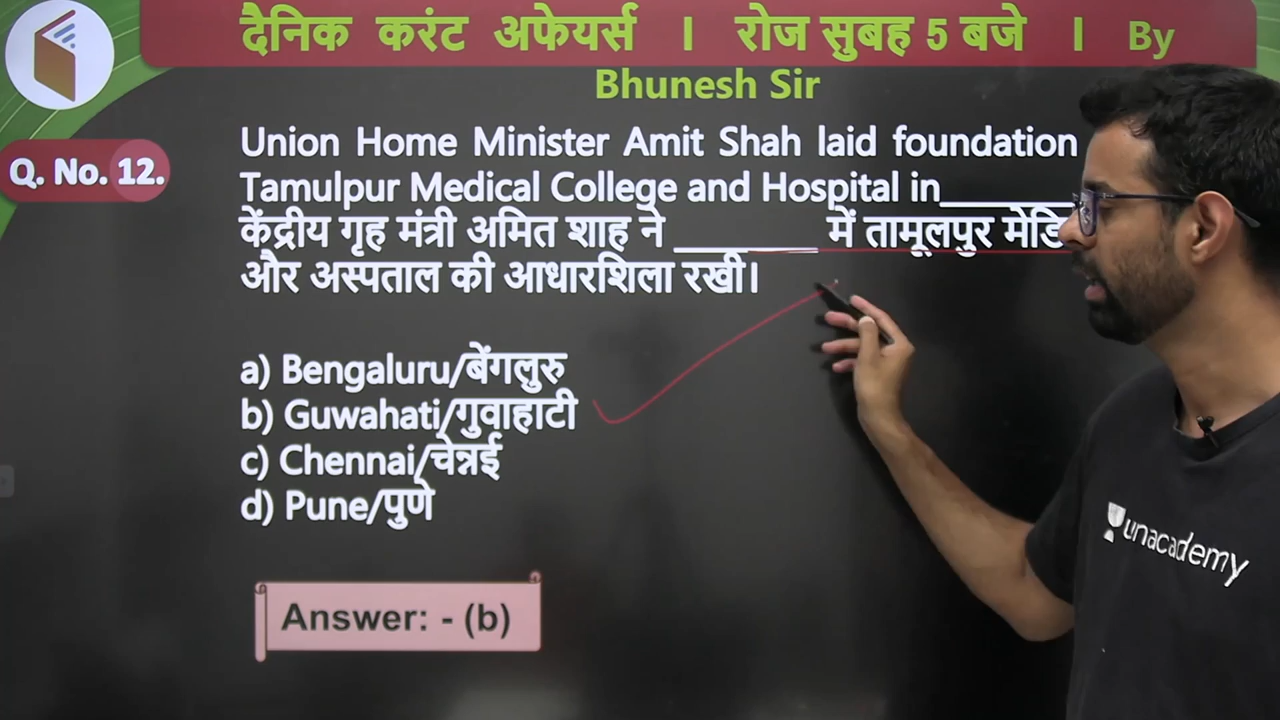 दैनिक करंट अफेयर्स । रोज सुबह 5 बजे । By
Bhunesh Sir
Q. No. 12.
Union Home Minister Amit Shah laid foundation
Tamulpur Medical College and Hospital in_______
केंद्रीय गृह मंत्री अमित शाह ने _______ में तामूलपुर
और अस्पताल की आधारशिला रखी।
a) Bengaluru/बेंगलुरु
b) Guwahati/गुवाहाटी
c) Chennai/चेन्नई
d) Pune/पुणे
Answer: - (b)
unacademy